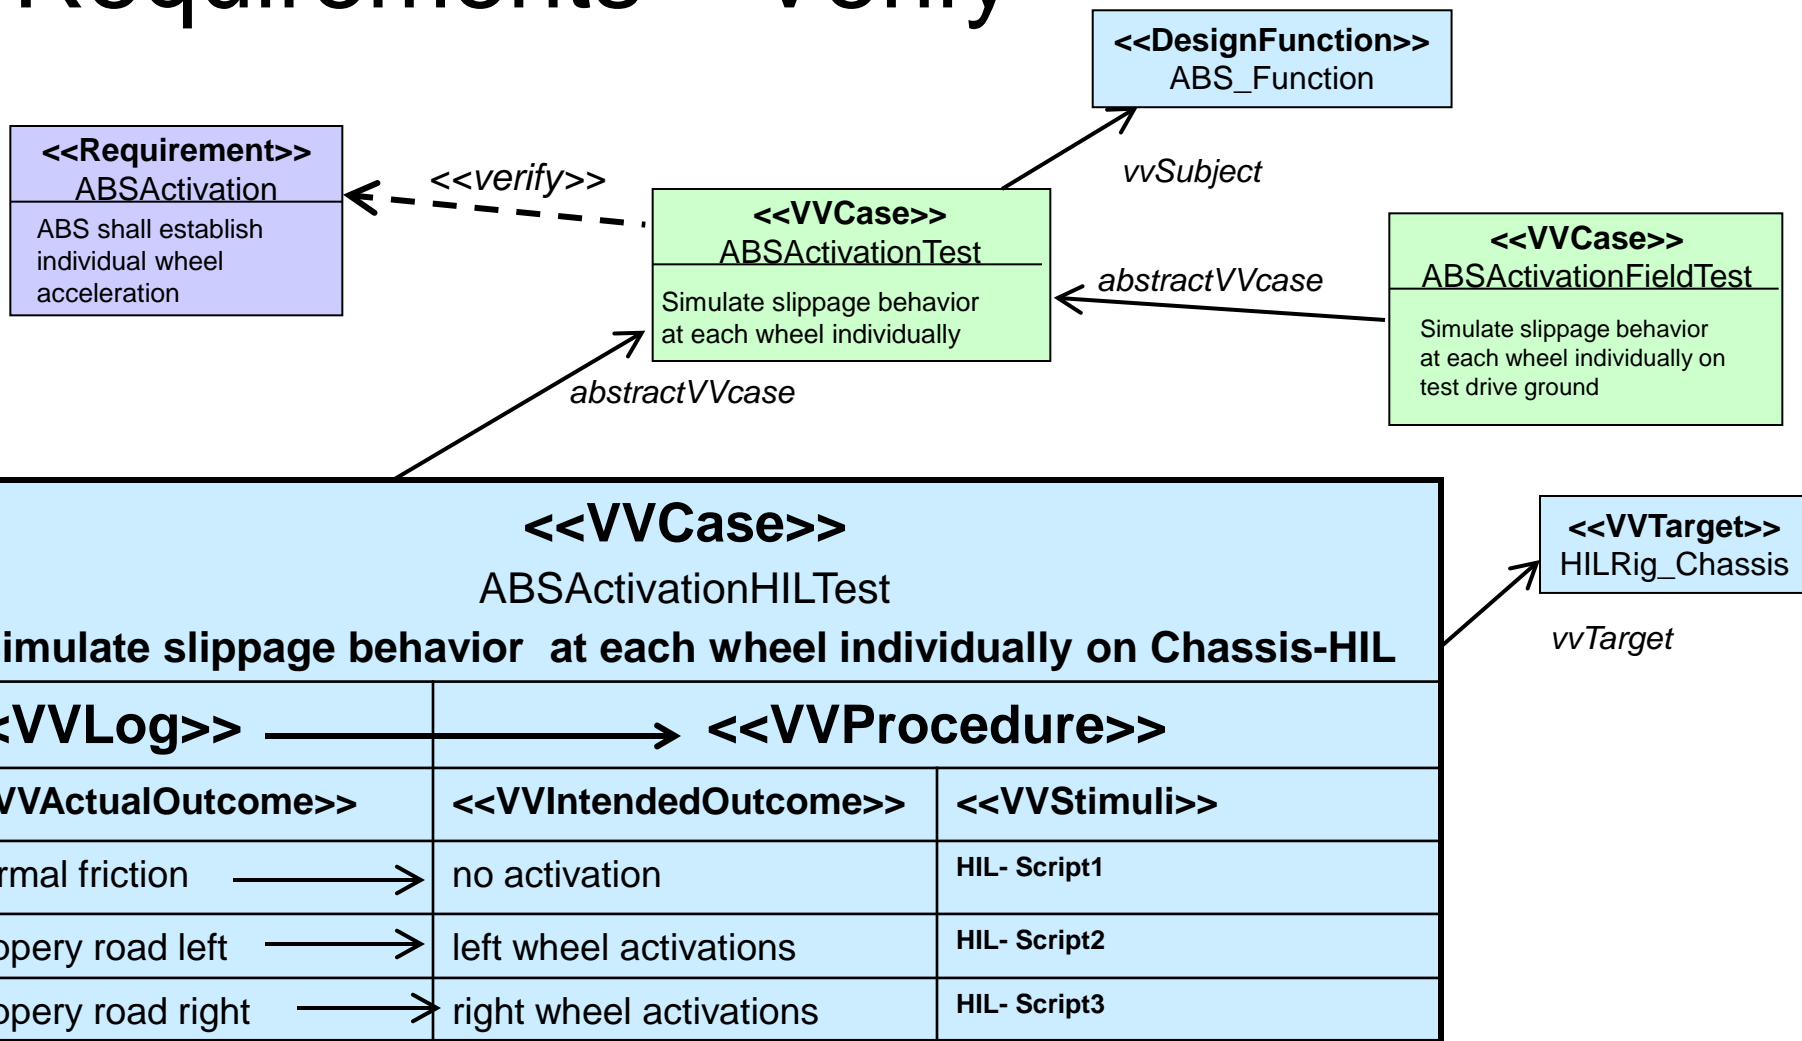 Requirements - Verify
<<DesignFunction>>
ABS_Function
<<Requirement>>
ABSActivation
ABS shall establish
individual wheel
acceleration
<<verify>>
vvSubject
<<VVCase>>
ABSActivationTest
Simulate slippage behavior
at each wheel individually
abstractVVcase
<<VVCase>>
ABSActivationFieldTest
Simulate slippage behavior
at each wheel individually on
test drive ground
abstractVVcase
<<VVCase>>
ABSActivationHILTest
imulate slippage behavior at each wheel individually on Chassis-HIL
<<VVTarget>>
HILRig_Chassis
vvTarget
<VVLog>>
<<VVProcedure>>
VVActualOutcome>>
<<VVIntendedOutcome>>
<<VVStimuli>>
rmal friction
no activation
HIL- Script1
opery road left
left wheel activations
HIL- Script2
opery road right
right wheel activations
HIL- Script3